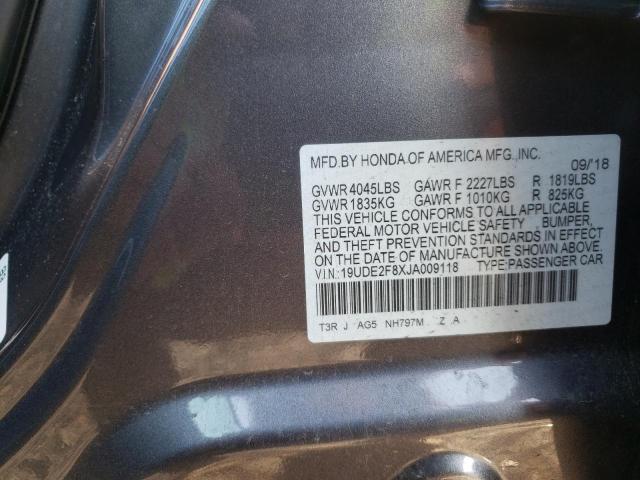 MFD.BY HONDA OF AMERICA MFG.,INC. 09/18
GVWR 4045LBS GAWR F 2227LBS R 1819LBS
GVWR 1835KG GAWR F 1010KG R 825KG
THIS VEHICLE CONFORMS TO ALL APPLICABLE
FEDERAL MOTOR VEHICLE SAFETY, BUMPER,
AND THEFT PREVENTION STANDARDS IN EFFECT
ON THE DATE OF MANUFACTURE SHOWN ABOVE.
V.I.N.: 19UDE2F8XJA009118 TYPE:PASSENGER CAR
T3R J AG5 NH797M Z A